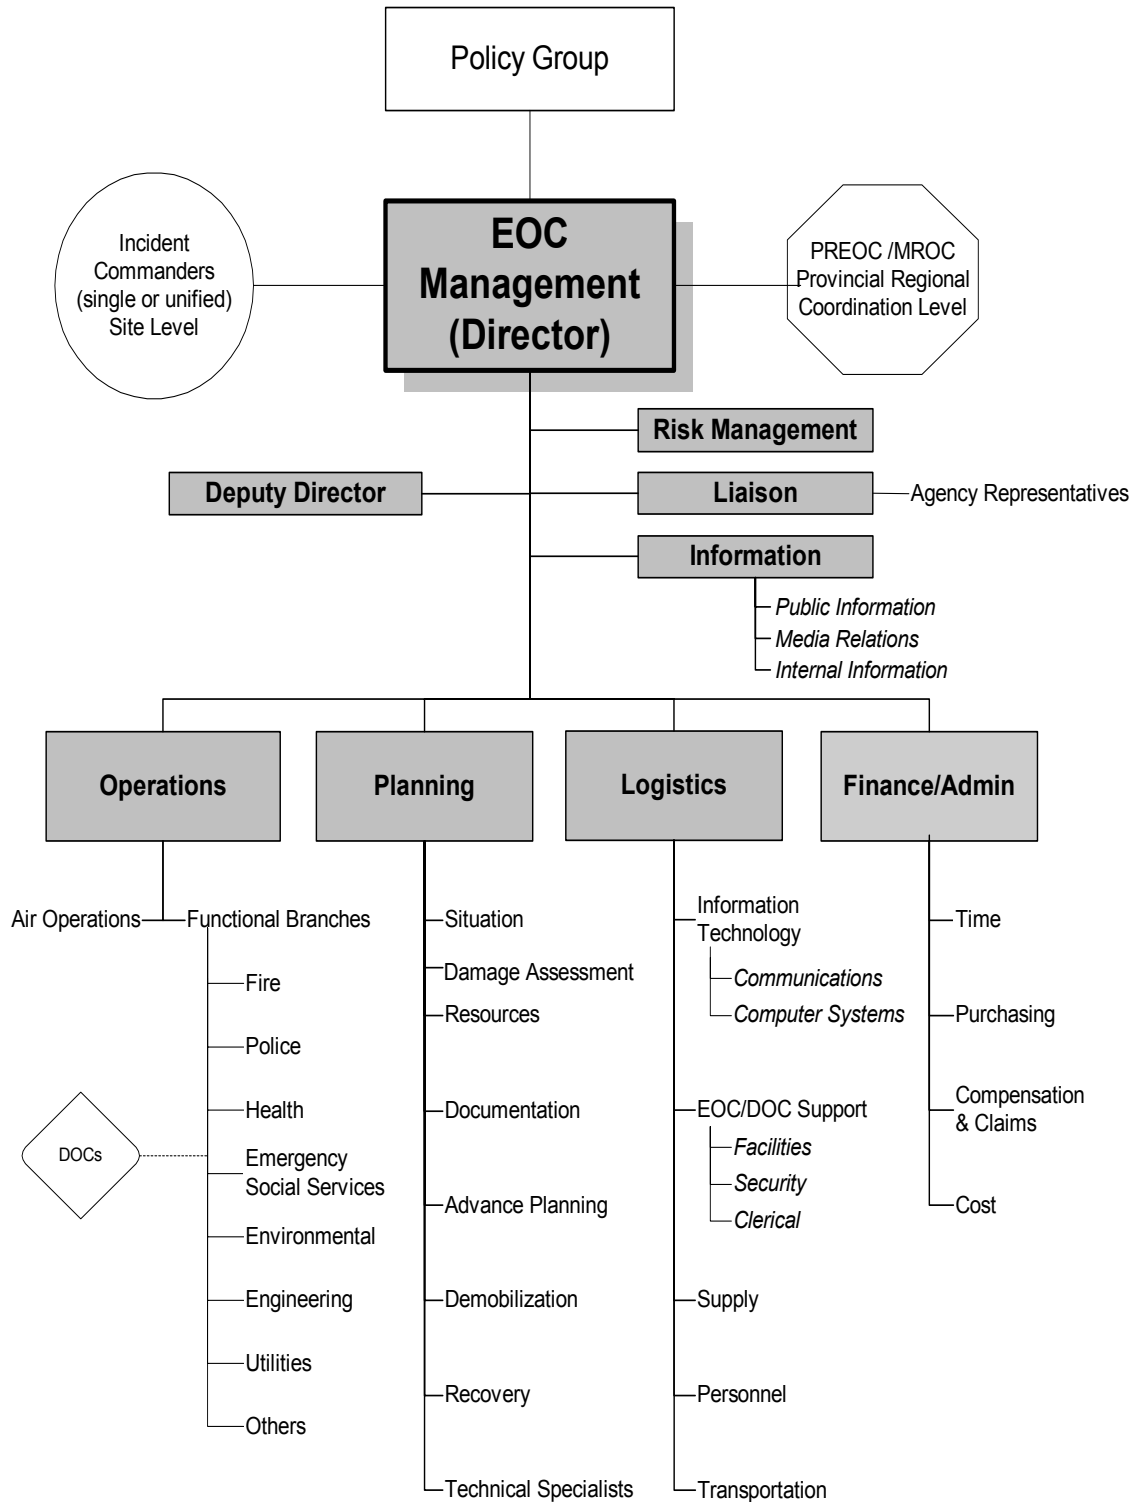 Policy Group
EOC
Management
(Director)
Incident
Commanders
(single or unified)
Site Level
PREOC /MROC
Provincial Regional
Coordination Level
Risk Management
Deputy Director
Liaison
Agency Representatives
Information
Public Information
Media Relations
Internal Information
Operations
Planning
Logistics
Finance/Admin
Air Operations
Functional Branches
Fire
Police
Health
Emergency
Social Services
Environmental
Engineering
Utilities
Others
DOCs
Situation
Damage Assessment
Resources
Documentation
Advance Planning
Demobilization
Recovery
Technical Specialists
Information
Technology
Communications
Computer Systems
EOC/DOC Support
Facilities
Security
Clerical
Supply
Personnel
Transportation
Time
Purchasing
Compensation
& Claims
Cost